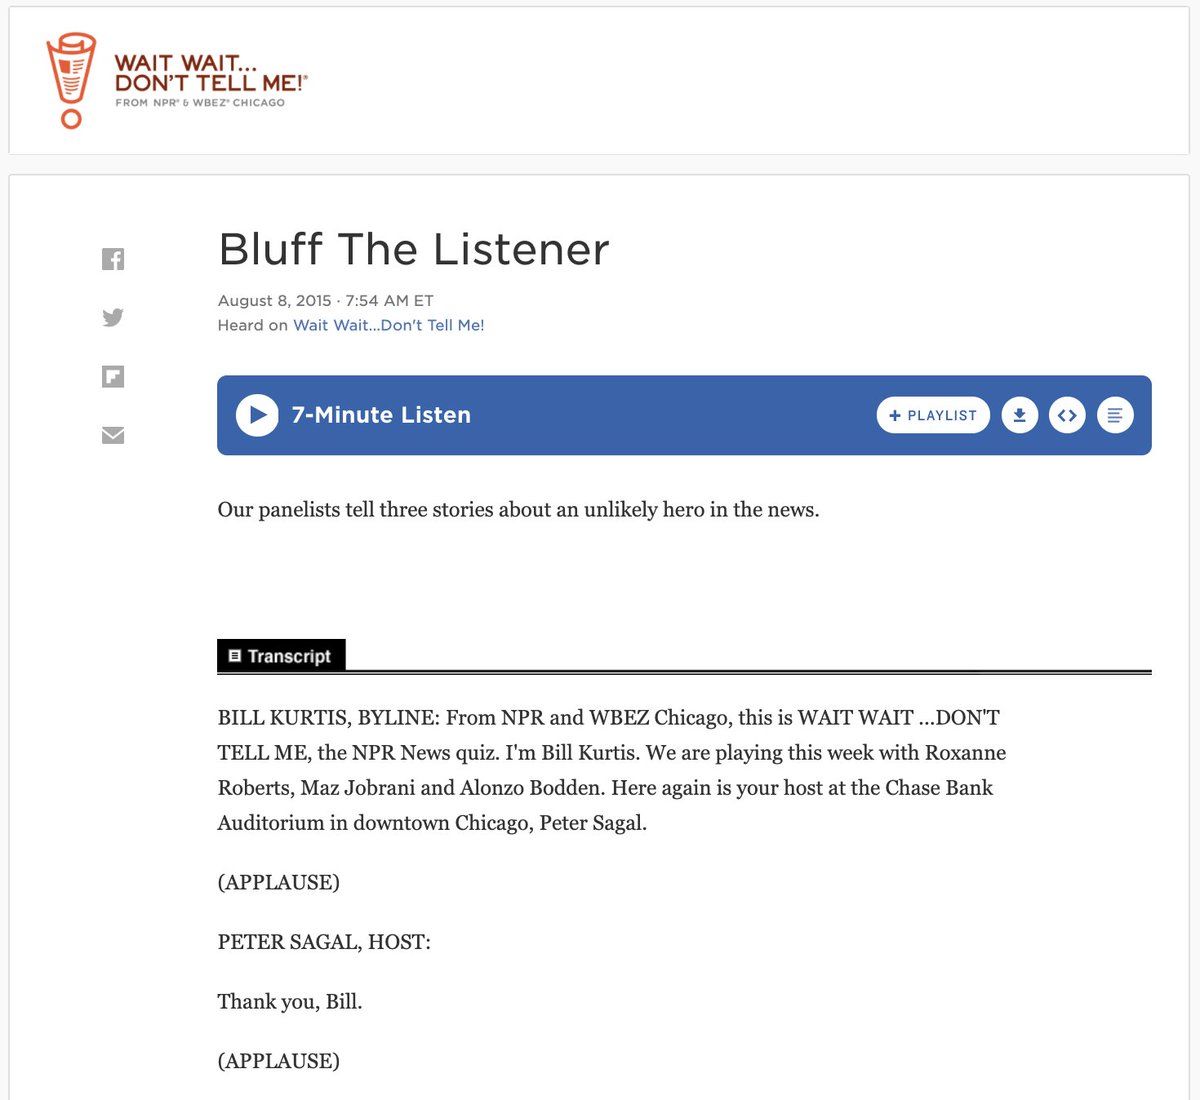 WAIT WAIT...
DON'T TELL ME!®
FROM NPR® & WBEZ® CHICAGO
Bluff The Listener
August 8, 2015 · 7:54 AM ET
Heard on Wait Wait...Don't Tell Me!
7-Minute Listen
+ PLAYLIST
Our panelists tell three stories about an unlikely hero in the news.
Transcript
BILL KURTIS, BYLINE: From NPR and WBEZ Chicago, this is WAIT WAIT ...DON'T
TELL ME, the NPR News quiz. I'm Bill Kurtis. We are playing this week with Roxanne
Roberts, Maz Jobrani and Alonzo Bodden. Here again is your host at the Chase Bank
Auditorium in downtown Chicago, Peter Sagal.
(APPLAUSE)
PETER SAGAL, HOST:
Thank you, Bill.
(APPLAUSE)